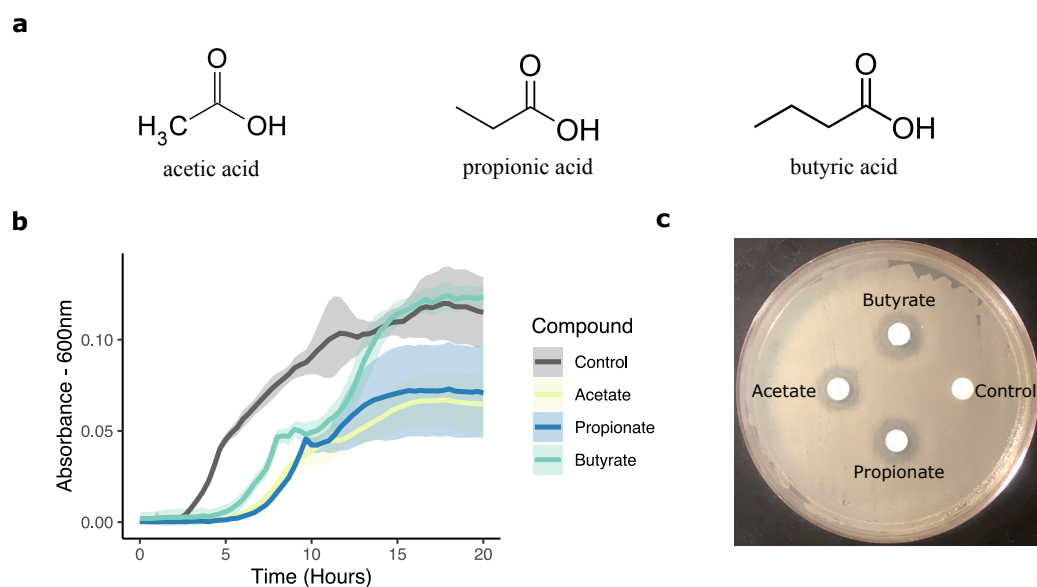 a
O
H3C
OH
acetic acid
O
OH
propionic acid
O
OH
butyric acid
b
Absorbance - 600nm
0.10
0.05
0.00
0
5
10
15
20
Time (Hours)
Compound
Control
Acetate
Propionate
Butyrate
c
Butyrate
Acetate
Control
Propionate